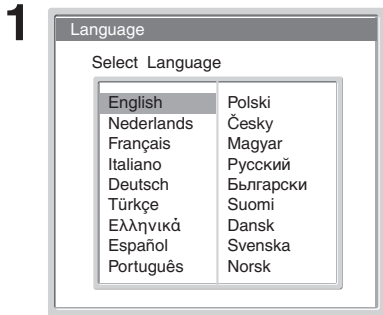 1
Language
Select Language
English
Nederlands
Français
Italiano
Deutsch
Türkçe
Ελληνικά
Español
Português
Polski
Česky
Magyar
Русский
Бьлгарски
Suomi
Dansk
Svenska
Norsk